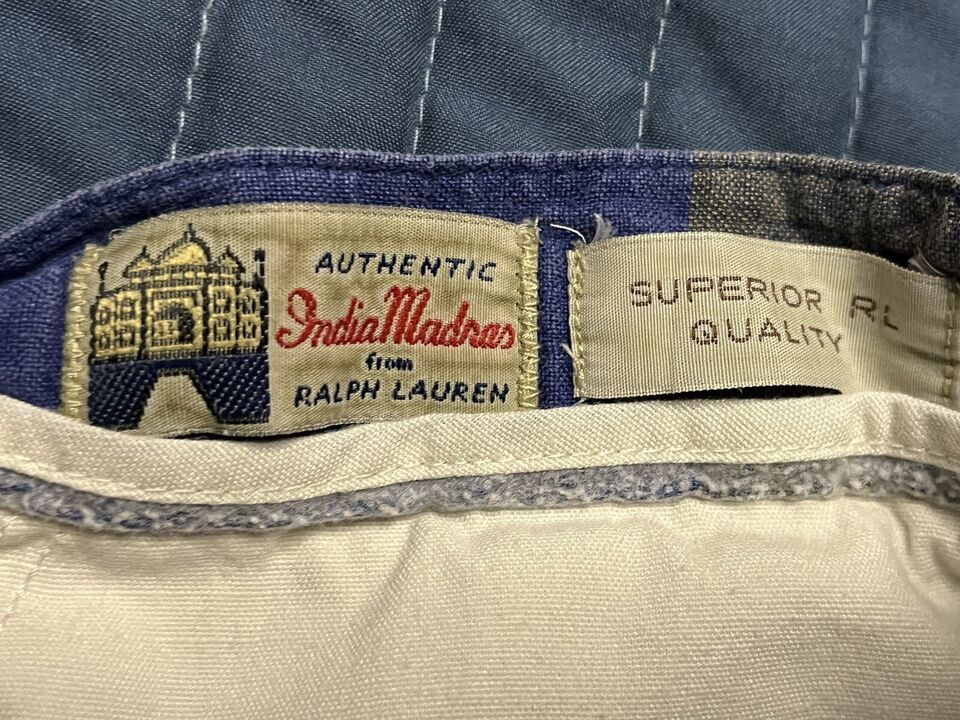 AUTHENTIC
India Madras
from
RALPH LAUREN
SUPERIOR RL
QUALITY